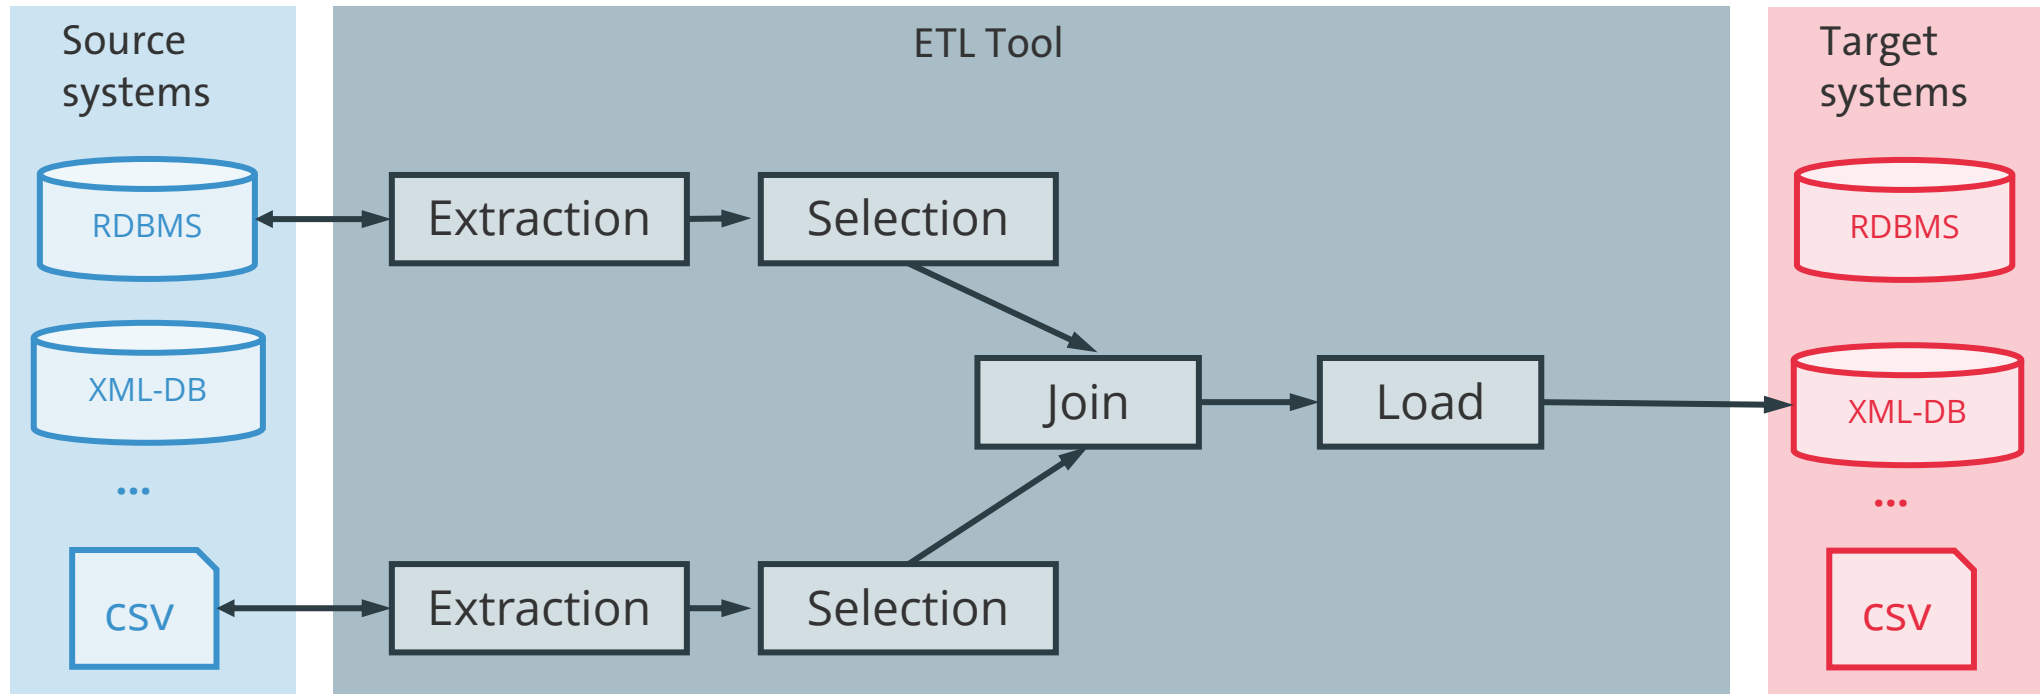 Source
systems
RDBMS
XML-DB
...
csv
ETL Tool
Extraction
Selection
Join
Load
Extraction
Selection
Target
systems
RDBMS
XML-DB
...
csv